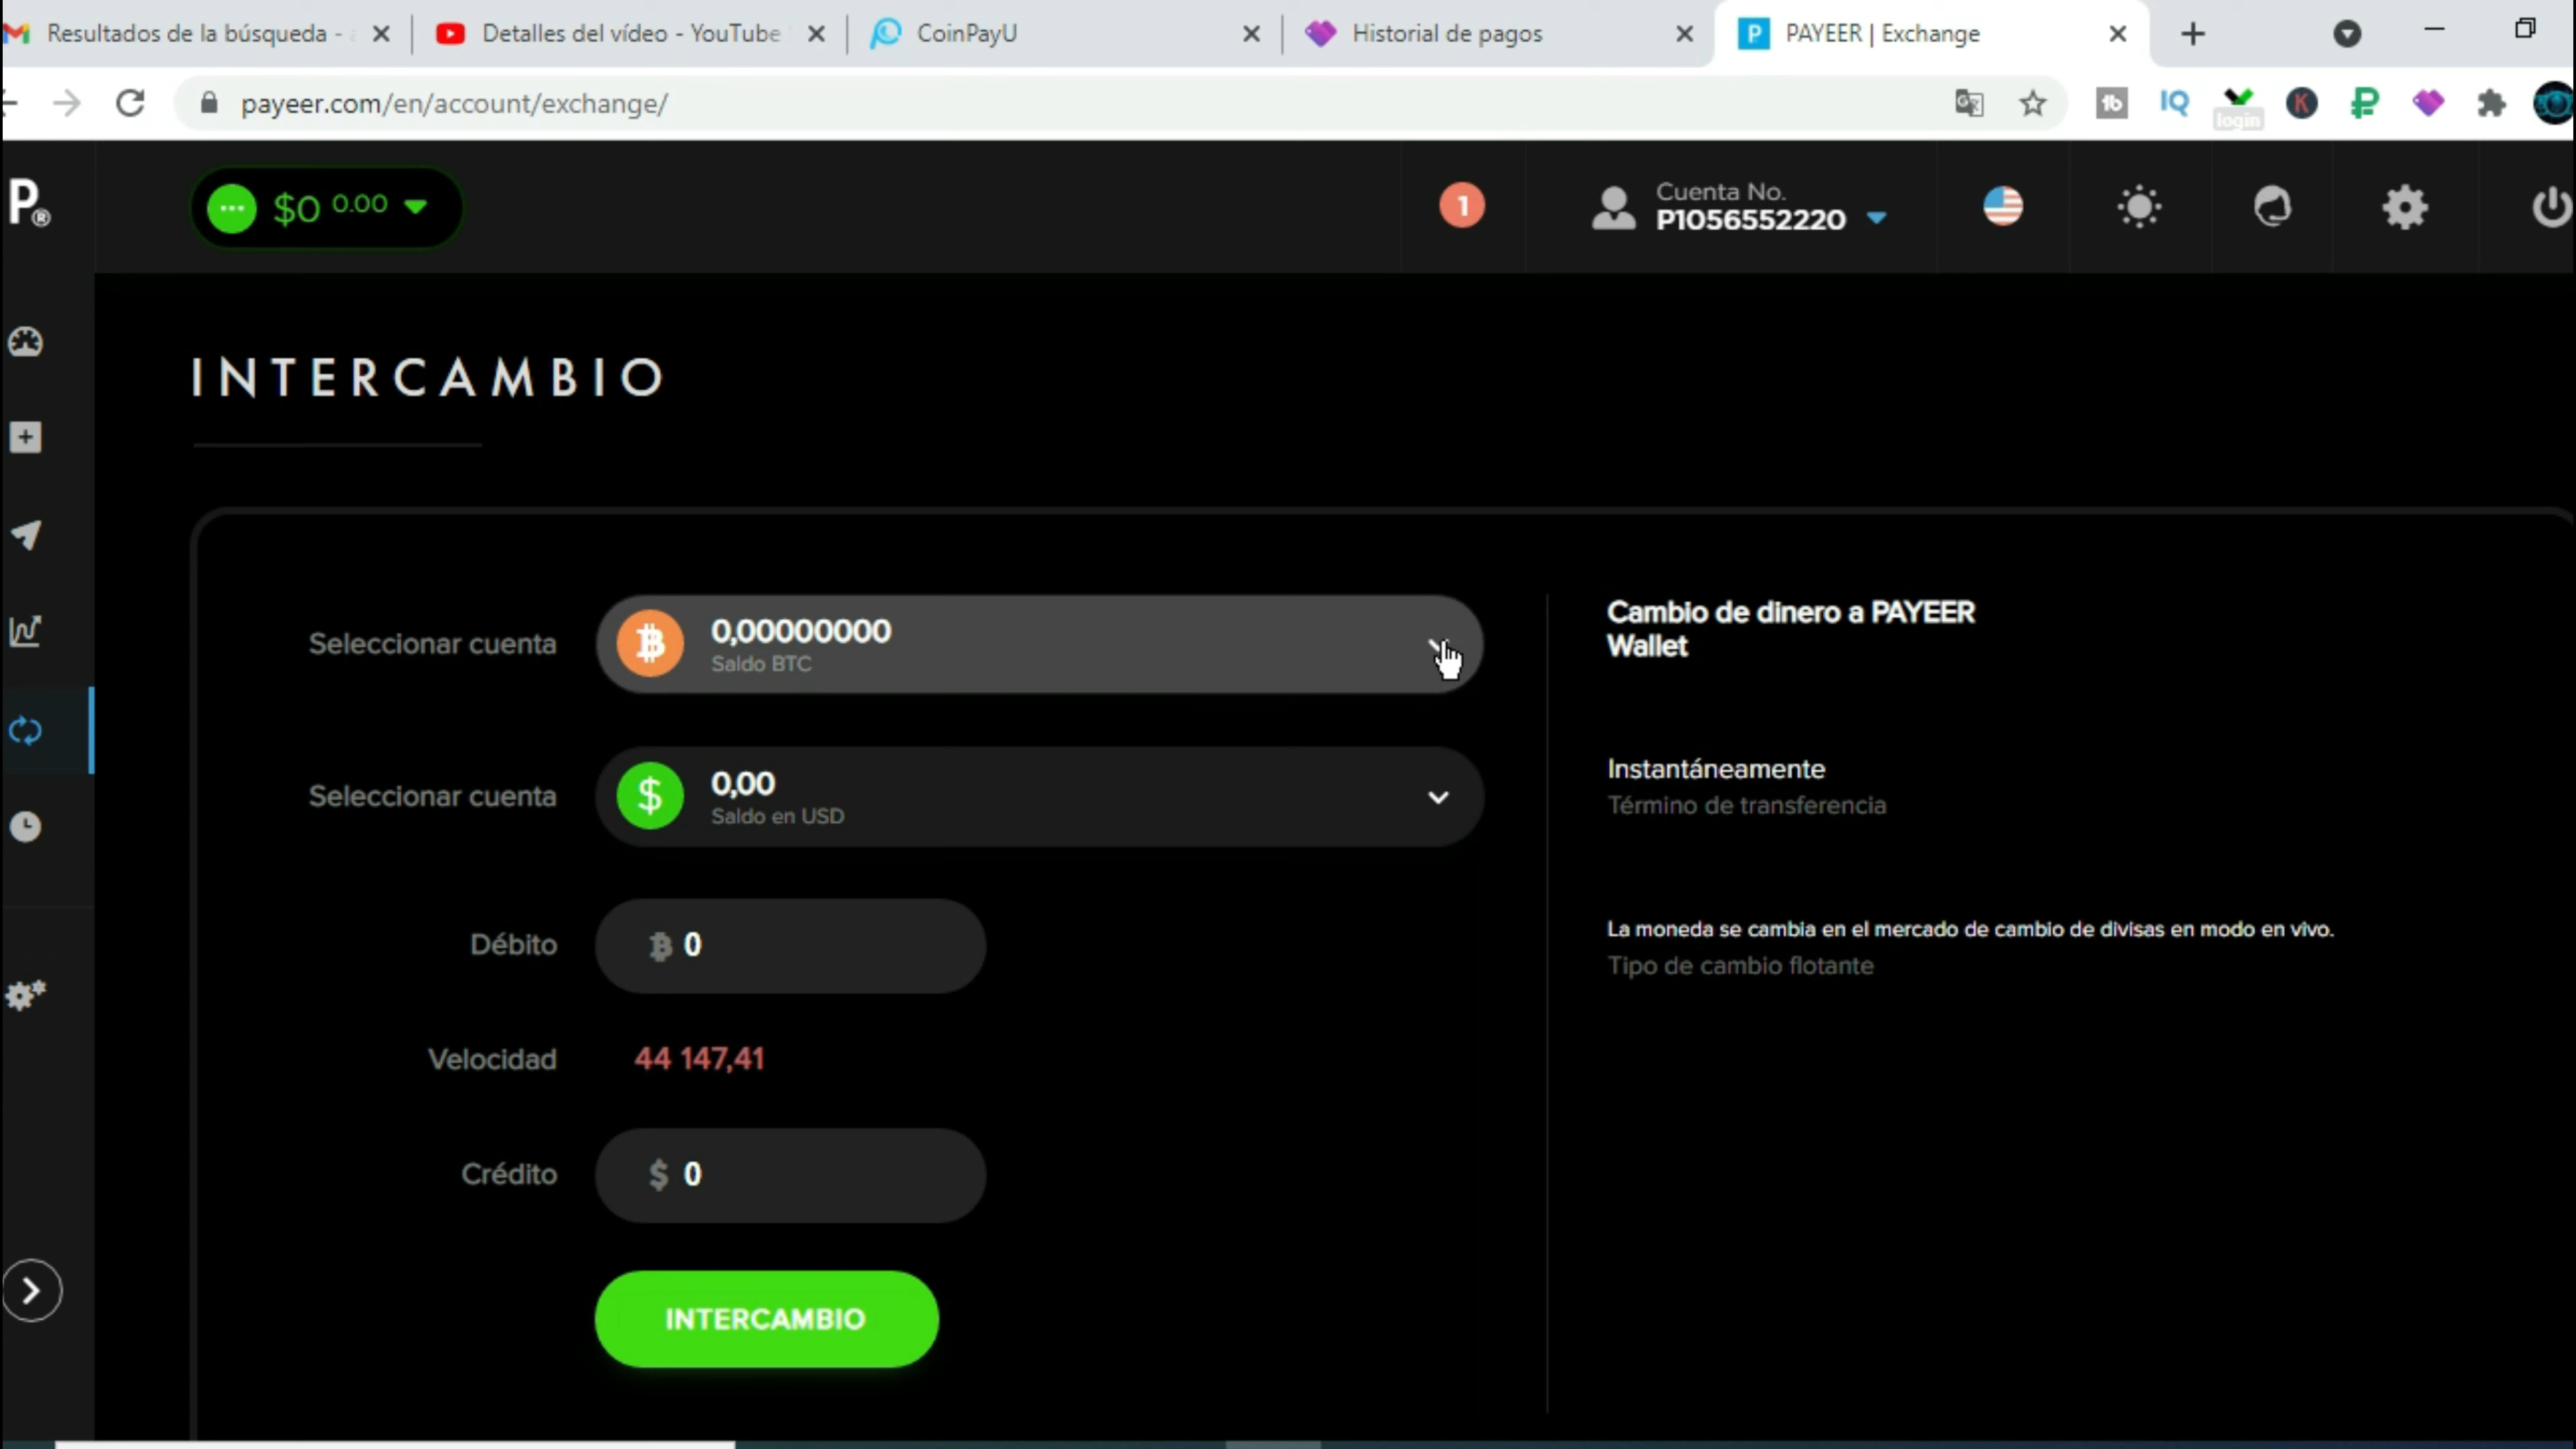 Resultados de la búsqueda -
Detalles del vídeo - YouTube
CoinPayU
Historial de pagos
P
PAYEER | Exchange
payeer.com/en/account/exchange/
tb
IQ
login
K
P®
$0 0.00
1
Cuenta No.
P1056552220
INTERCAMBIO
Seleccionar cuenta
0,00000000
Saldo BTC
Cambio de dinero a PAYEER
Wallet
Seleccionar cuenta
$
0,00
Saldo en USD
Instantáneamente
Término de transferencia
Débito
฿ 0
La moneda se cambia en el mercado de cambio de divisas en modo en vivo.
Tipo de cambio flotante
Velocidad
44 147,41
Crédito
$ 0
INTERCAMBIO